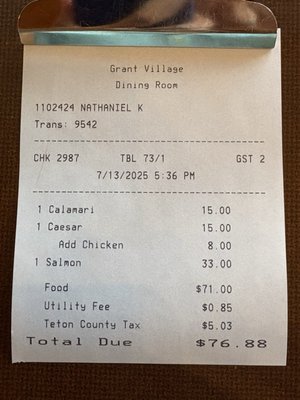 Grant Village
Dining Room
1102424 NATHANIEL K
Trans: 9542
CHK 2987 TBL 73/1 GST 2
7/13/2025 5:36 PM
1 Calamari 15.00
1 Caesar 15.00
Add Chicken 8.00
1 Salmon 33.00
Food $71.00
Utility Fee $0.85
Teton County Tax $5.03
Total Due $76.88